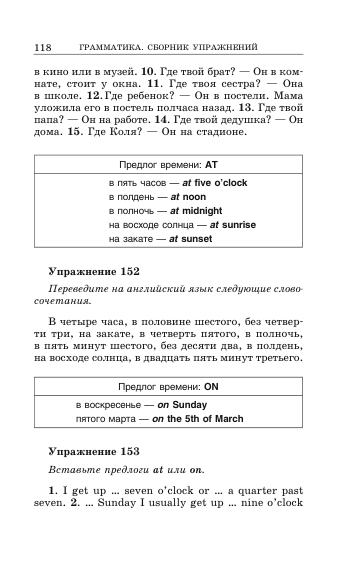 118 ГРАММАТИКА. СБОРНИК УПРАЖНЕНИЙ
в кино или в музей. 10. Где твой брат? — Он в ком-
нате, стоит у окна. 11. Где твоя сестра? — Она
в школе. 12. Где ребенок? — Он в постели. Мама
уложила его в постель полчаса назад. 13. Где твой
папа? — Он на работе. 14. Где твой дедушка? — Он
дома. 15. Где Коля? — Он на стадионе.
Предлог времени: AT
в пять часов — at five o'clock
в полдень — at noon
в полночь — at midnight
на восходе солнца — at sunrise
на закате — at sunset
Упражнение 152
Переведите на английский язык следующие слово-
сочетания.
В четыре часа, в половине шестого, без четвер-
ти три, на закате, в четверть пятого, в полночь,
в пять минут шестого, без десяти два, в полдень,
на восходе солнца, в двадцать пять минут третьего.
Предлог времени: ON
в воскресенье — on Sunday
пятого марта — on the 5th of March
Упражнение 153
Вставьте предлоги at или on.
1. I get up ... seven o'clock or ... a quarter past
seven. 2. ... Sunday I usually get up ... nine o'clock